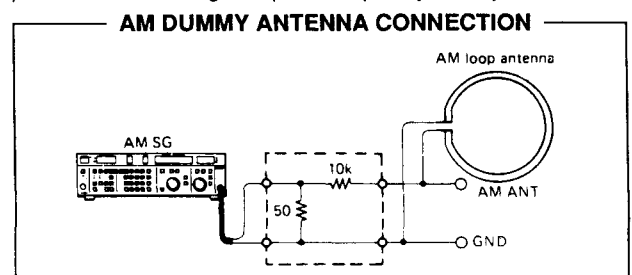 AM DUMMY ANTENNA CONNECTION
AM loop antenna
AM SG
10k
50
AM ANT
GND